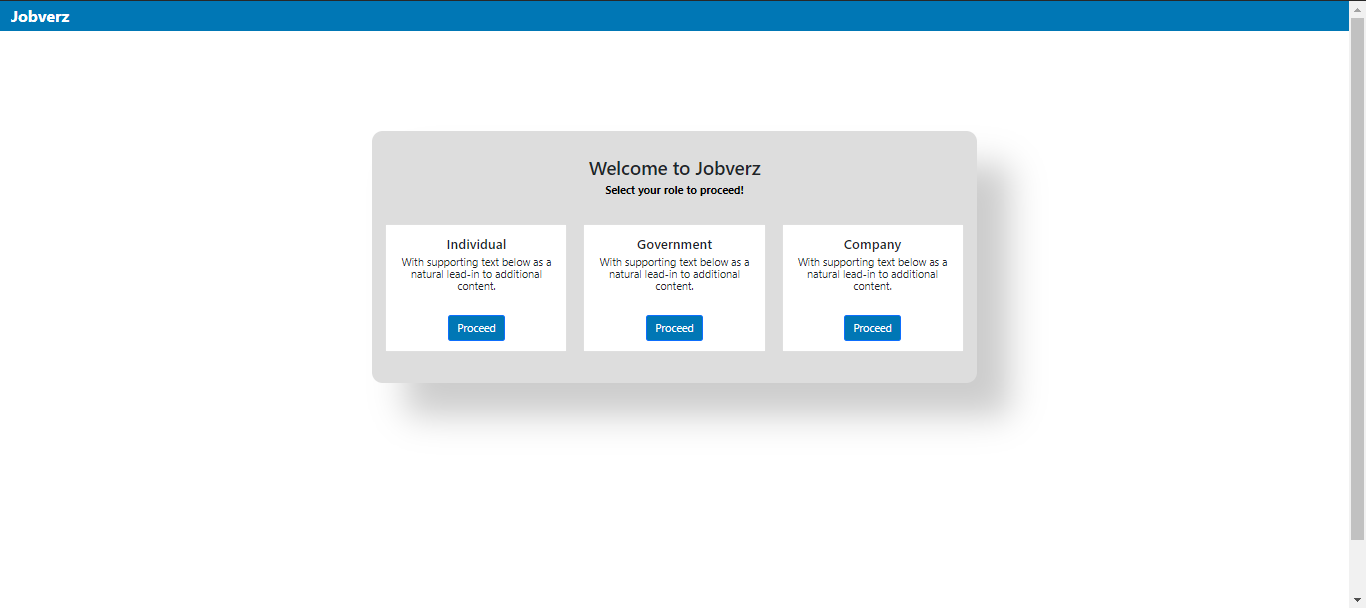 Jobverz
Welcome to Jobverz
Select your role to proceed!
Individual
With supporting text below as a
natural lead-in to additional
content.
Proceed
Government
With supporting text below as a
natural lead-in to additional
content.
Proceed
Company
With supporting text below as a
natural lead-in to additional
content.
Proceed